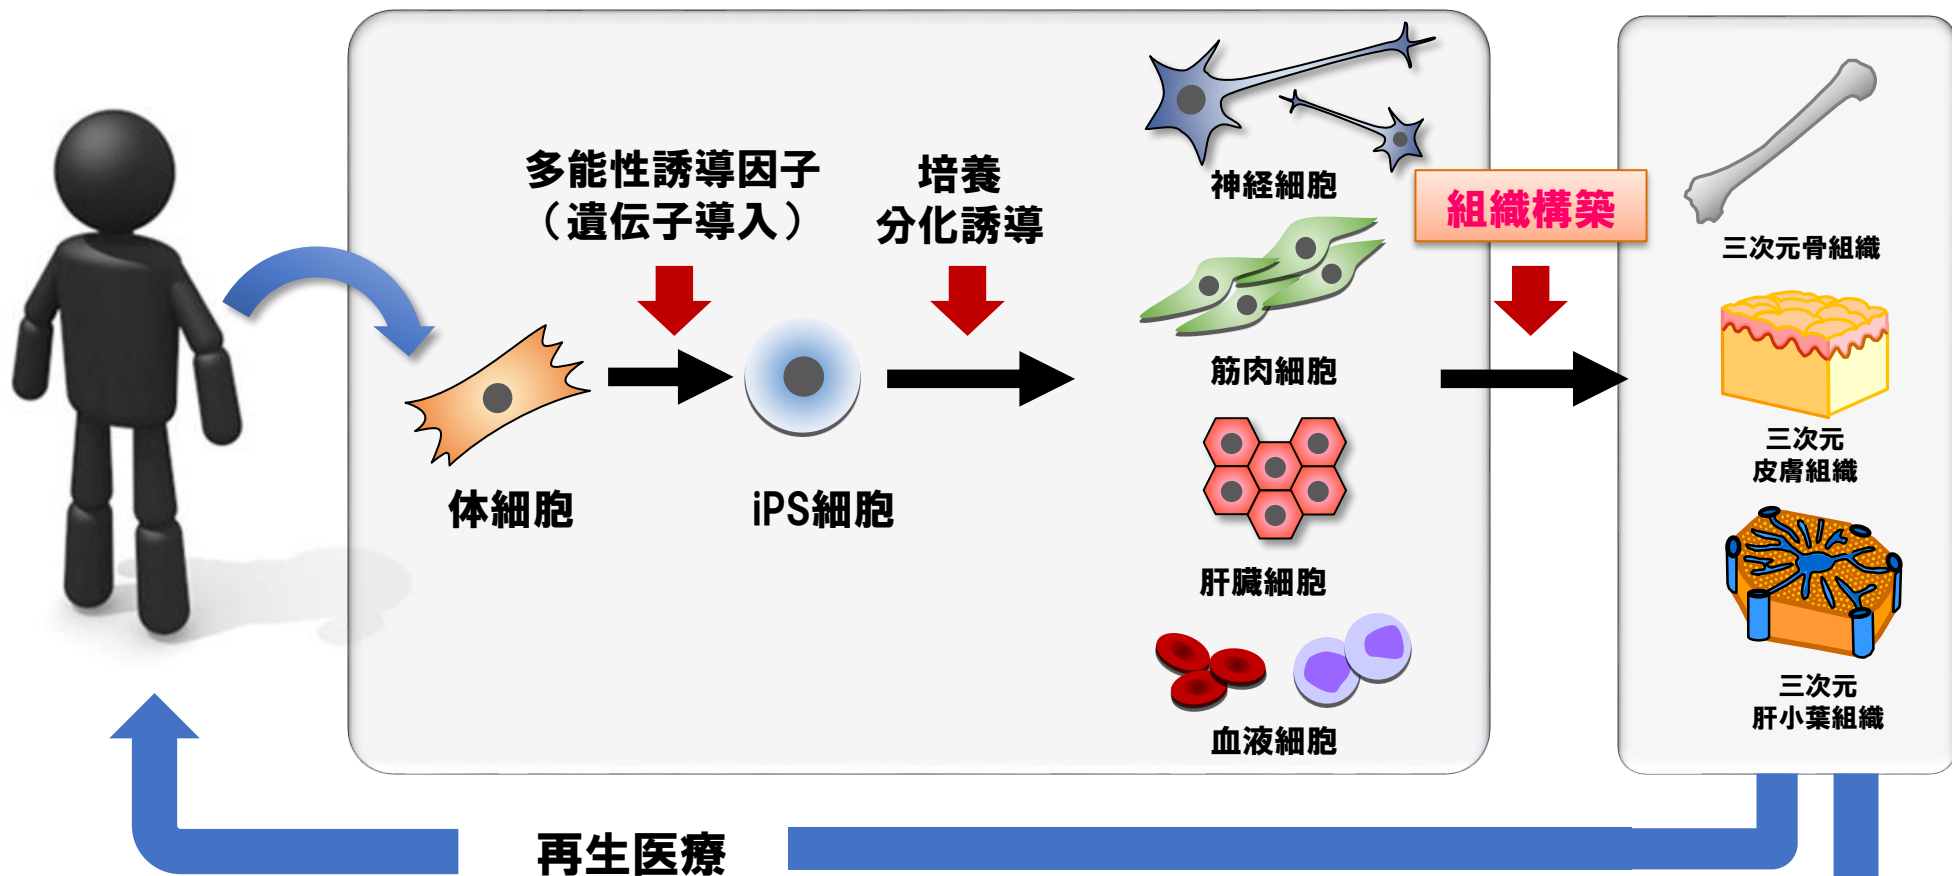 多能性誘導因子
（遺伝子導入）
培養
分化誘導
体細胞
iPS細胞
神経細胞
筋肉細胞
肝臓細胞
血液細胞
組織構築
三次元骨組織
三次元
皮膚組織
三次元
肝小葉組織
再生医療